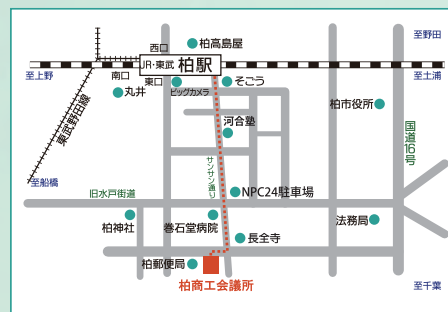 至野田
西口
柏高島屋
JR・東武 柏駅
至上野
南口
東口
そごう
至土浦
丸井
ビッグカメラ
柏市役所
東武野田線
河合塾
国道16号
サンサン通り
至船橋
旧水戸街道
NPC24駐車場
柏神社
巻石堂病院
法務局
長全寺
柏郵便局
柏商工会議所
至千葉